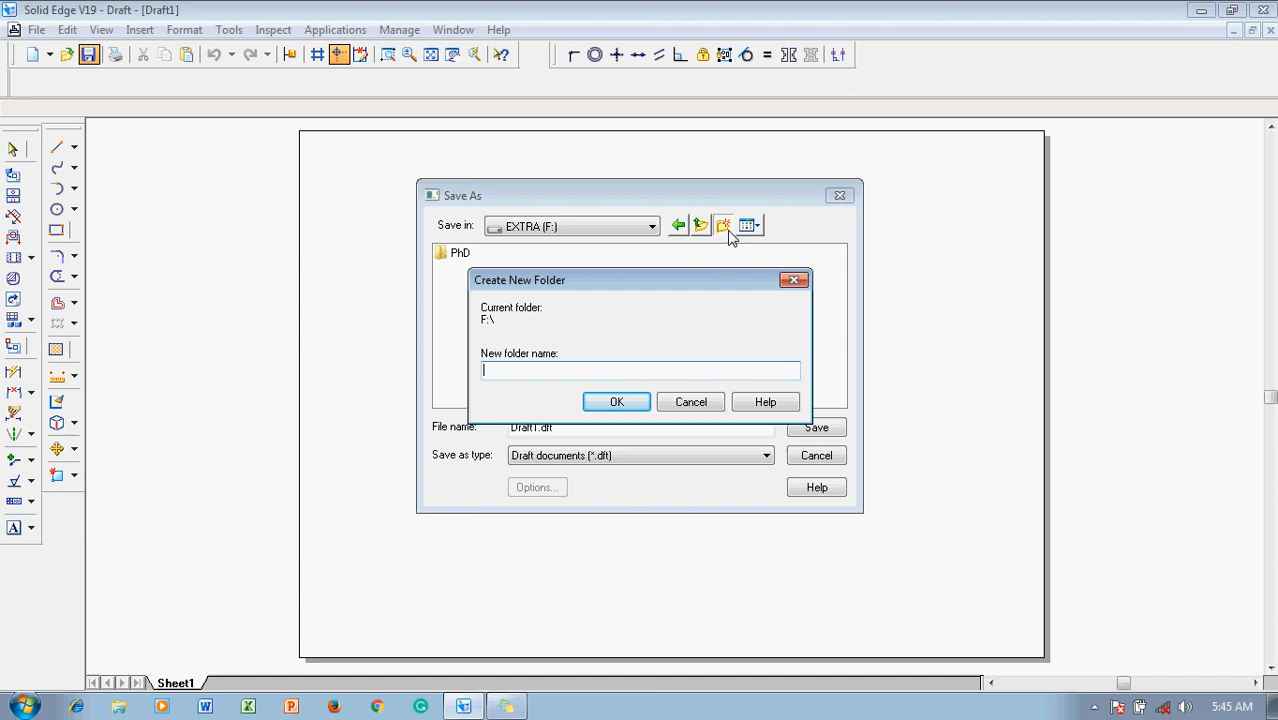 Solid Edge V19 - Draft - [Draft1]
File Edit View Insert Format Tools Inspect Applications Manage Window Help
Save As
Save in: EXTRA (F:)
PhD
Create New Folder
Current folder:
F:\
New folder name:
OK Cancel Help
File name: Draft1.dft Save
Save as type: Draft documents (*.dft) Cancel
Options... Help
A
Sheet1
5:45 AM